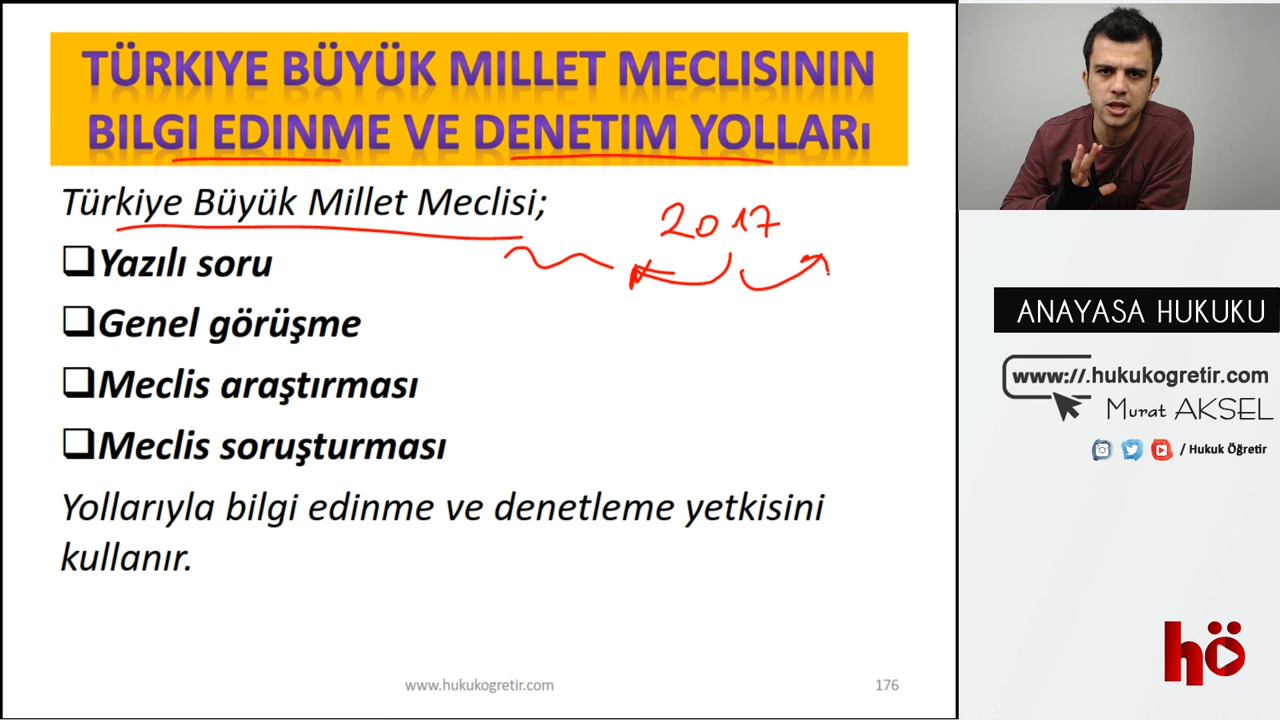 TÜRKIYE BÜYÜK MILLET MECLISININ
BILGI EDINME VE DENETIM YOLLARı
Türkiye Büyük Millet Meclisi;
2017
Yazılı soru
Genel görüşme
Meclis araştırması
Meclis soruşturması
Yollarıyla bilgi edinme ve denetleme yetkisini
kullanır.
www.hukukogretir.com
176
ANAYASA HUKUKU
www://.hukukogretir.com
Murat AKSEL
/ Hukuk Öğretir
hö